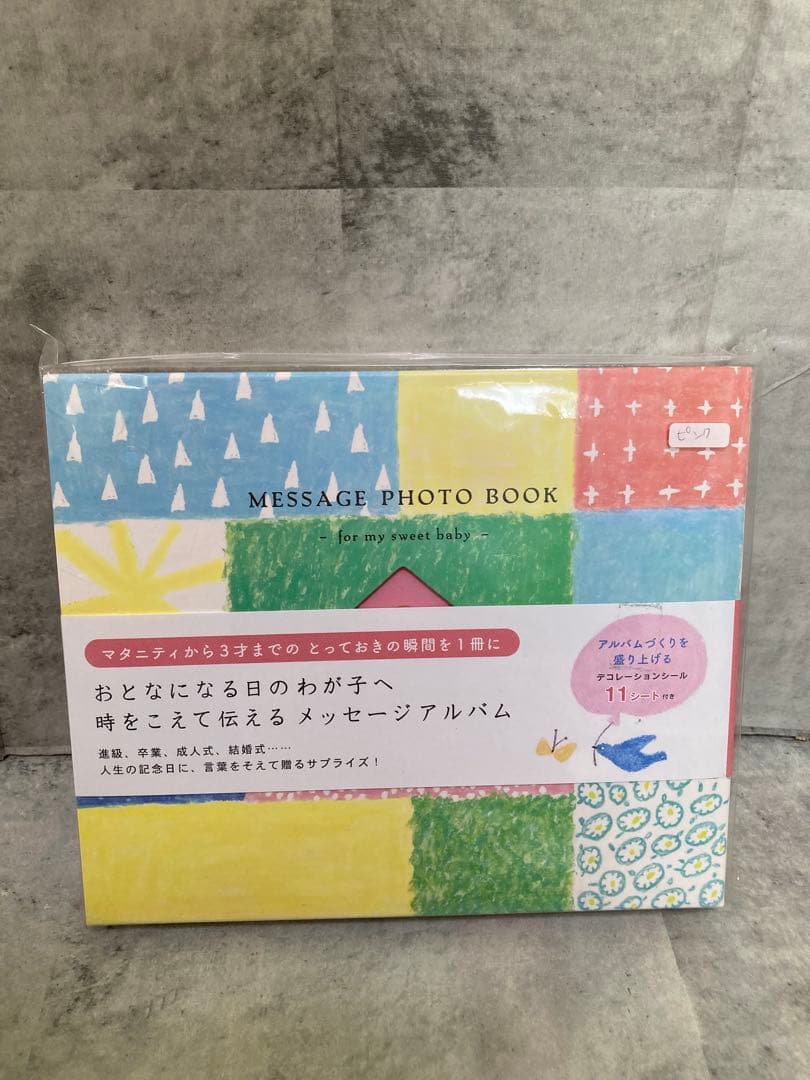 ピンク
MESSAGE PHOTO BOOK
– for my sweet baby –
マタニティから3才までの とっておきの瞬間を1冊に
おとなになる日のわが子へ
時をこえて伝える メッセージアルバム
進級、卒業、成人式、結婚式……
人生の記念日に、言葉をそえて贈るサプライズ!
アルバムづくりを
盛り上げる
デコレーションシール
11シート付き